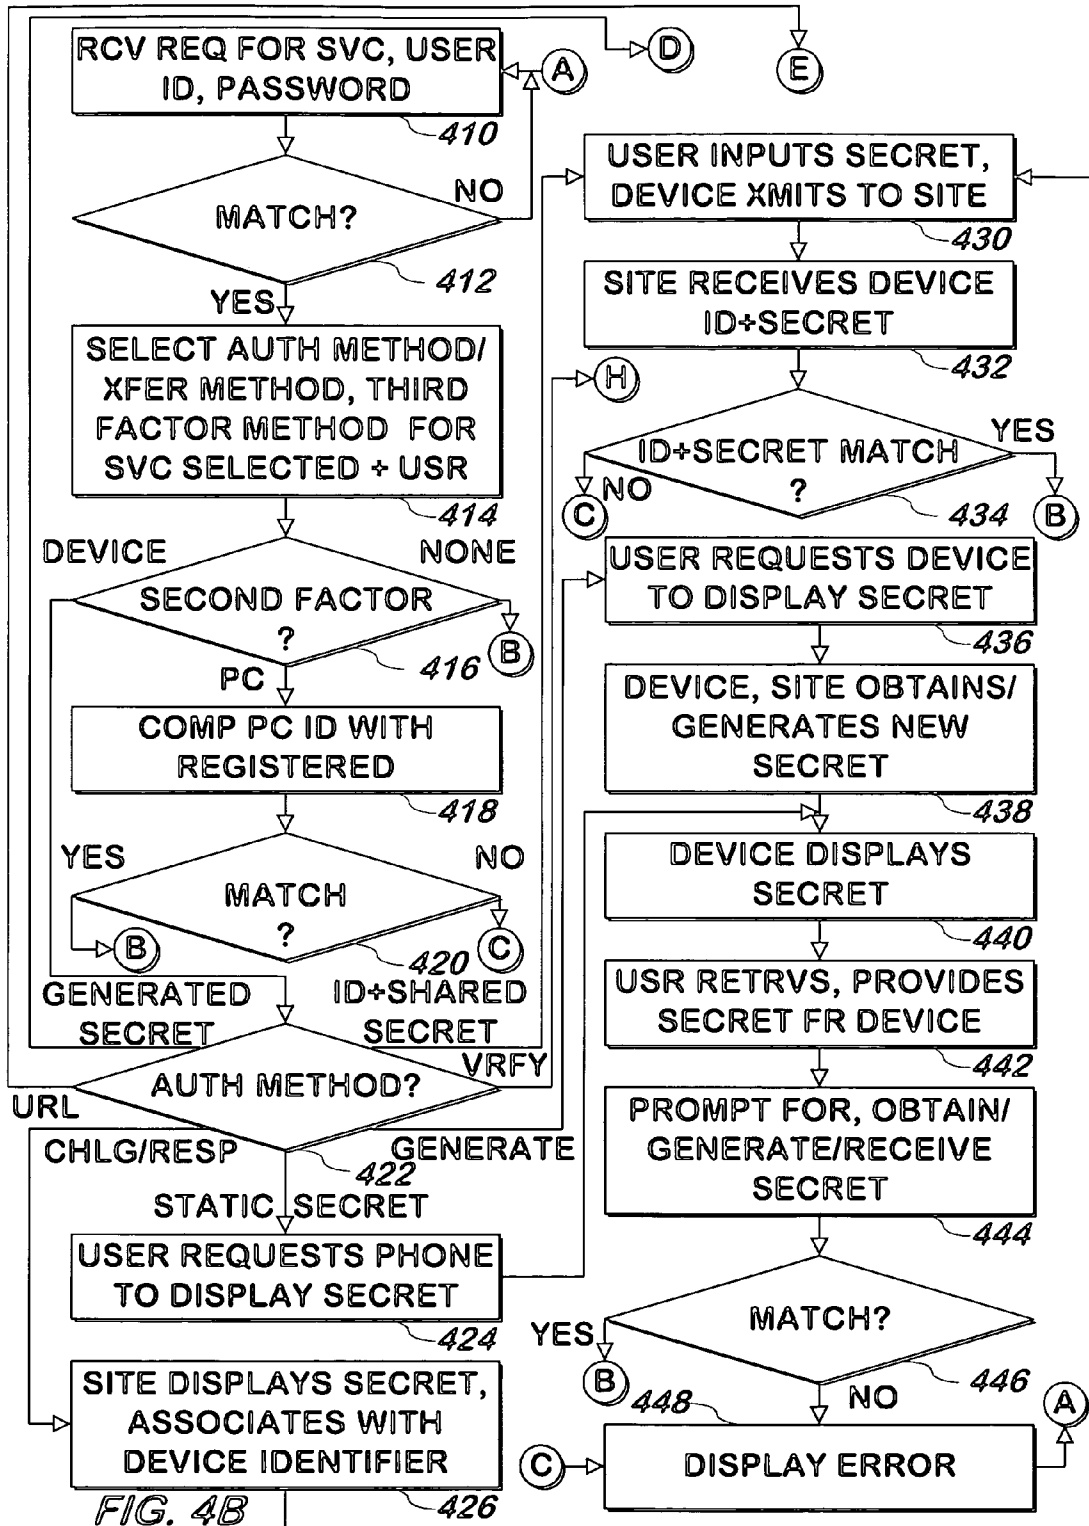 RCV REQ FOR SVC, USER
ID, PASSWORD
410
A
D
E
MATCH?
NO
412
YES
SELECT AUTH METHOD/
XFER METHOD, THIRD
FACTOR METHOD FOR
SVC SELECTED + USR
414
DEVICE
NONE
SECOND FACTOR
?
416
B
PC
COMP PC ID WITH
REGISTERED
418
YES
NO
MATCH
?
420
B
C
GENERATED
SECRET
ID+SHARED
SECRET
VRFY
AUTH METHOD?
URL
CHLG/RESP
GENERATE
422
STATIC SECRET
USER REQUESTS PHONE
TO DISPLAY SECRET
424
SITE DISPLAYS SECRET,
ASSOCIATES WITH
DEVICE IDENTIFIER
426
FIG. 4B
USER INPUTS SECRET,
DEVICE XMITS TO SITE
430
SITE RECEIVES DEVICE
ID+SECRET
432
H
ID+SECRET MATCH
?
YES
NO
434
C
B
USER REQUESTS DEVICE
TO DISPLAY SECRET
436
DEVICE, SITE OBTAINS/
GENERATES NEW
SECRET
438
DEVICE DISPLAYS
SECRET
440
USR RETRVS, PROVIDES
SECRET FR DEVICE
442
PROMPT FOR, OBTAIN/
GENERATE/RECEIVE
SECRET
444
MATCH?
YES
B
446
NO
448
A
C
DISPLAY ERROR